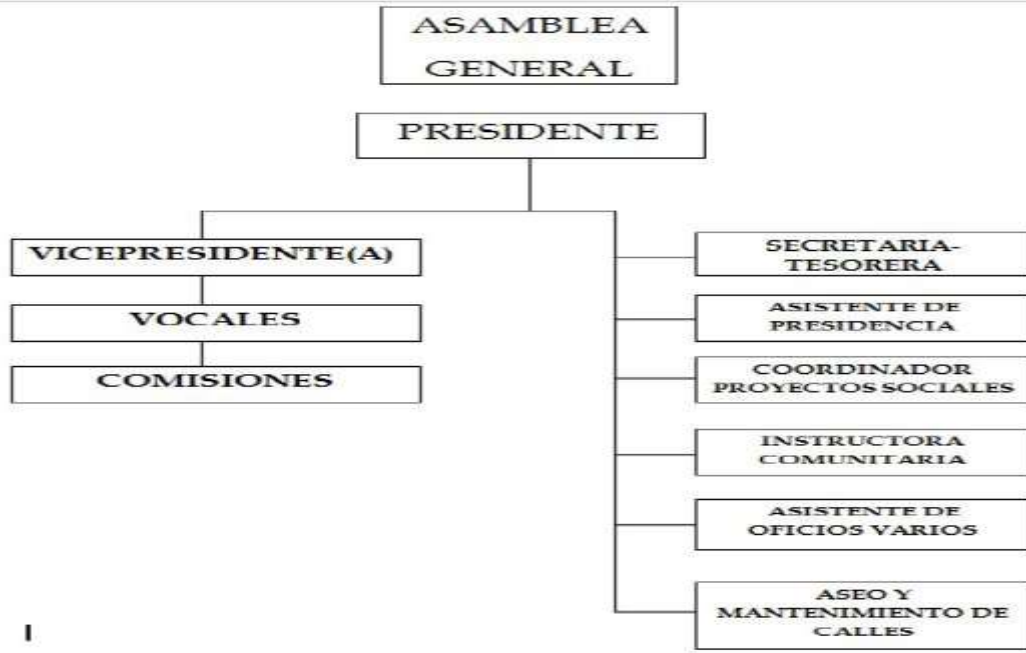 ASAMBLEA
GENERAL
PRESIDENTE
VICEPRESIDENTE(A)
VOCALES
COMISIONES
SECRETARIA-
TESORERA
ASISTENTE DE
PRESIDENCIA
COORDINADOR
PROYECTOS SOCIALES
INSTRUCTORA
COMUNITARIA
ASISTENTE DE
OFICIOS VARIOS
ASEO Y
MANTENIMIENTO DE
CALLES
I